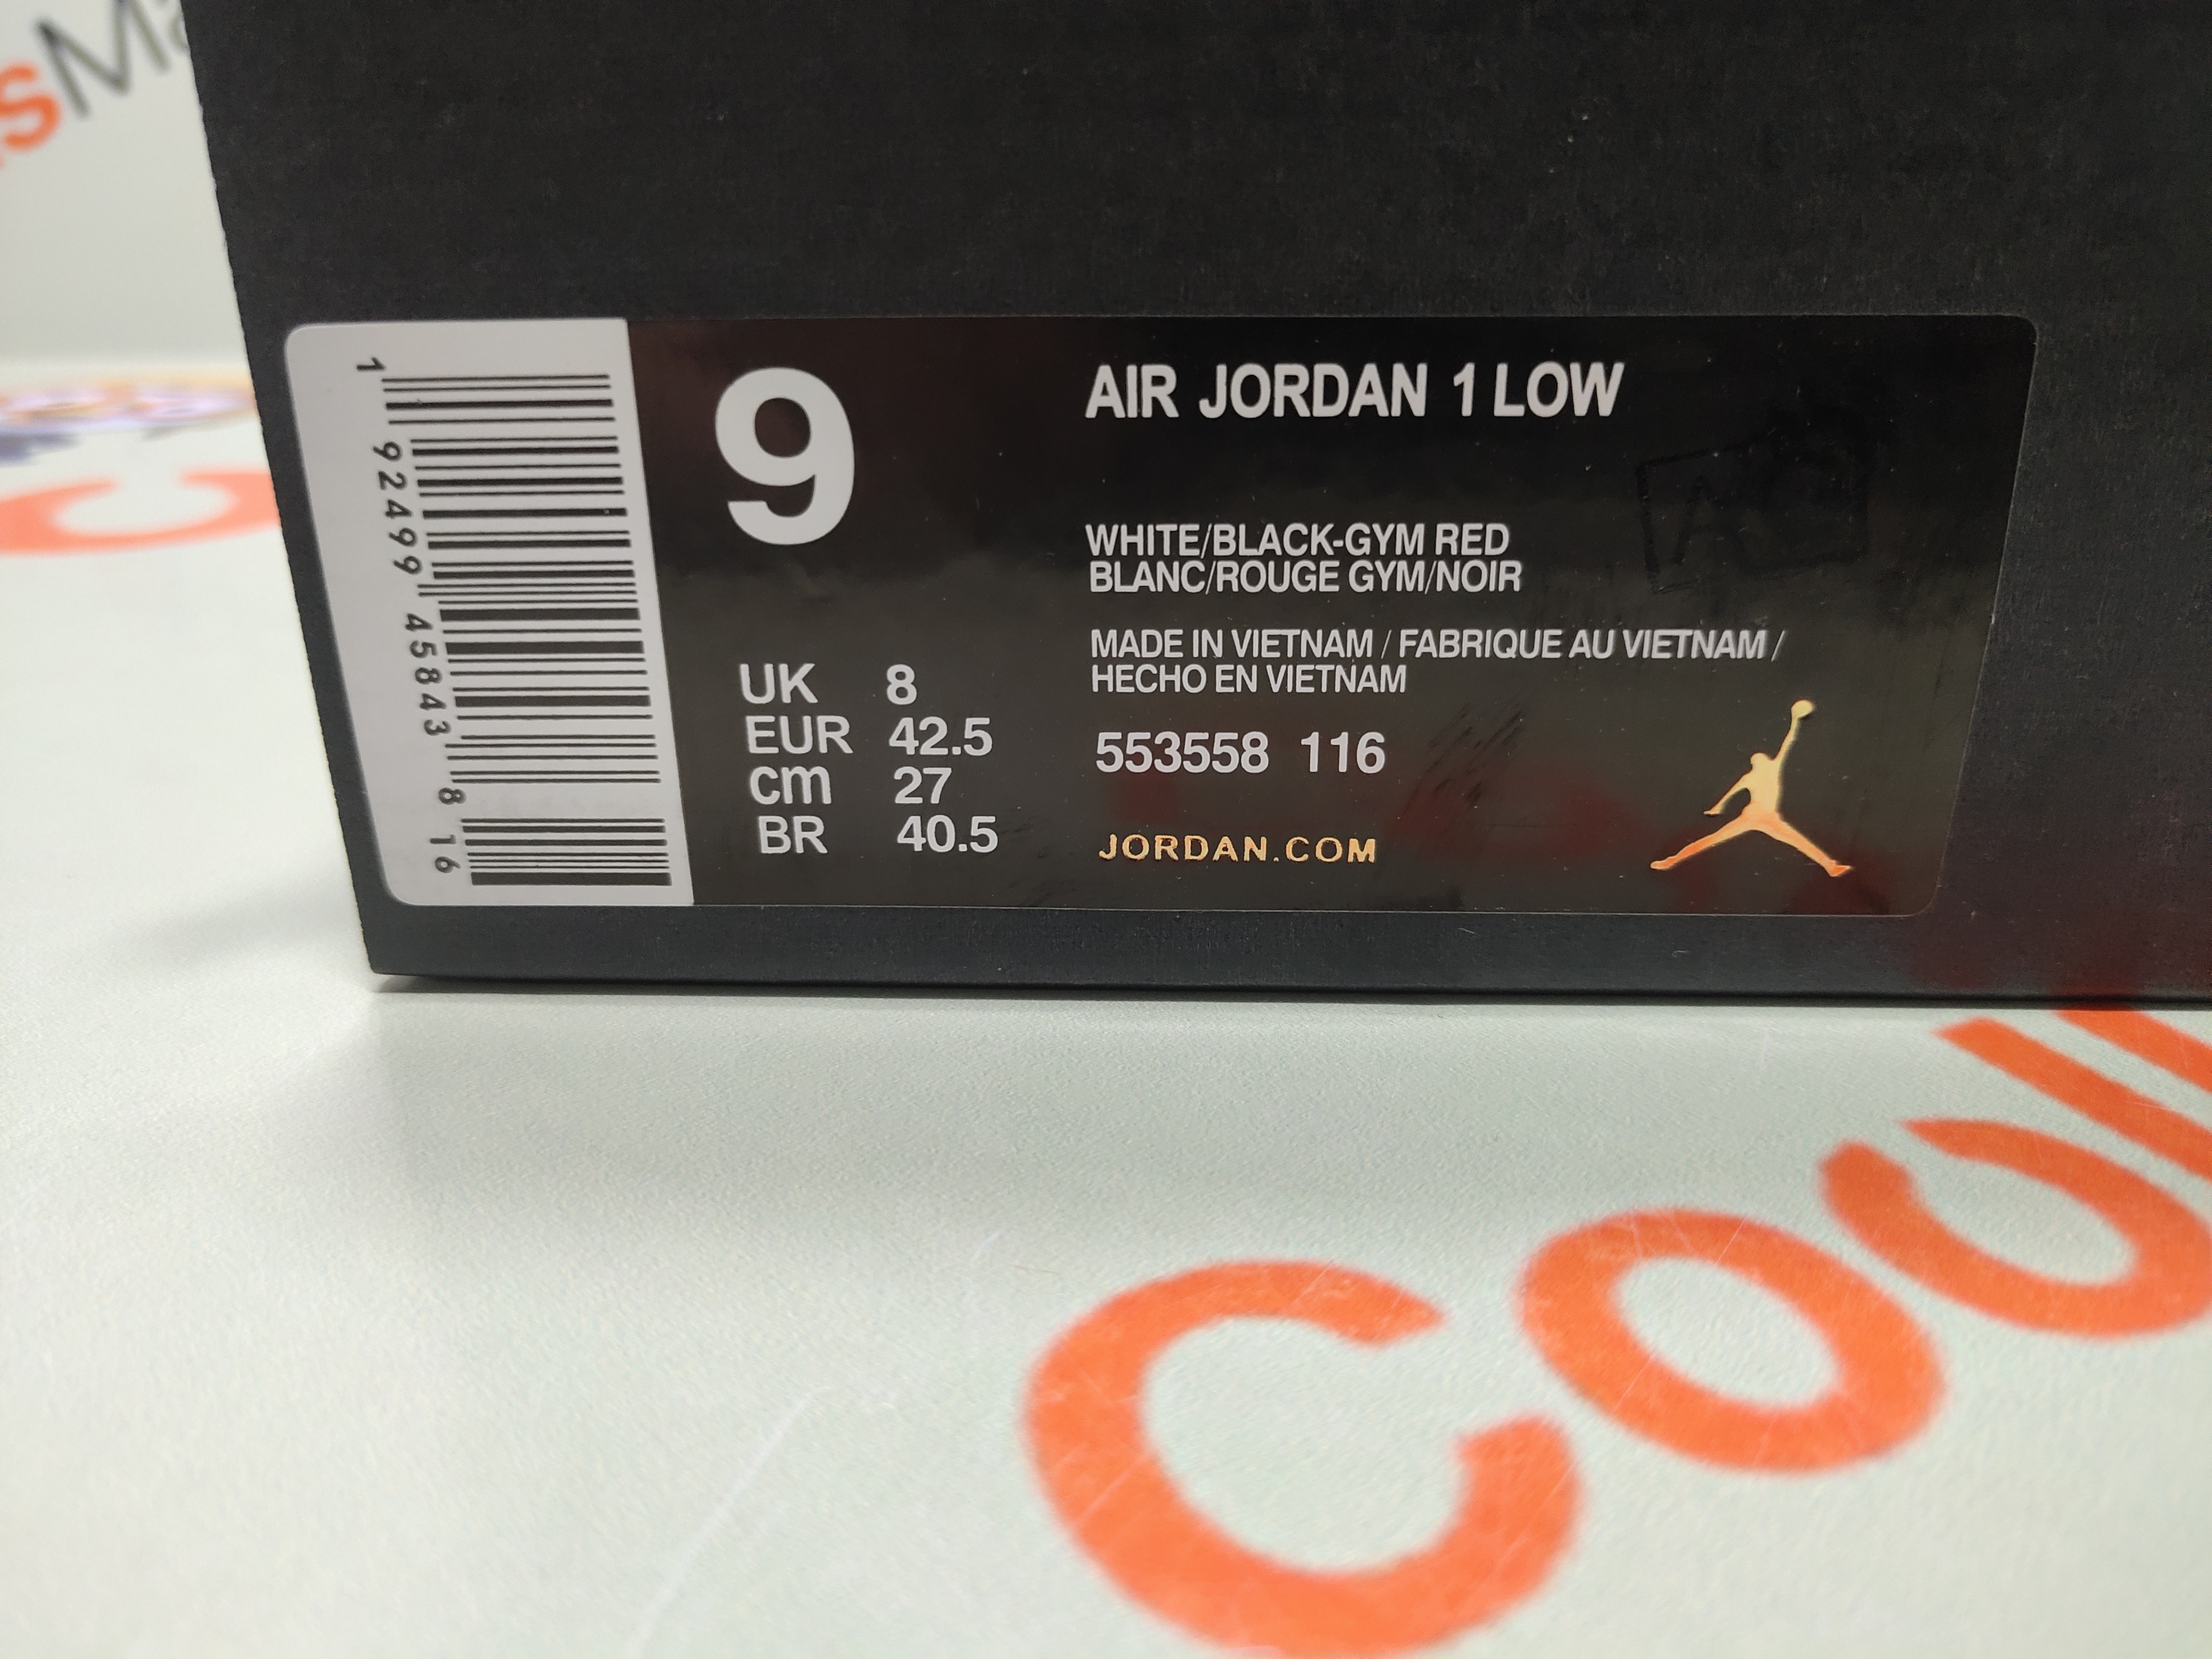 sMa
1 92499 45843 8 16
9
UK 8
EUR 42.5
cm 27
BR 40.5
AIR JORDAN 1 LOW
WHITE/BLACK-GYM RED
BLANC/ROUGE GYM/NOIR
MADE IN VIETNAM / FABRIQUE AU VIETNAM /
HECHO EN VIETNAM
553558 116
JORDAN.COM